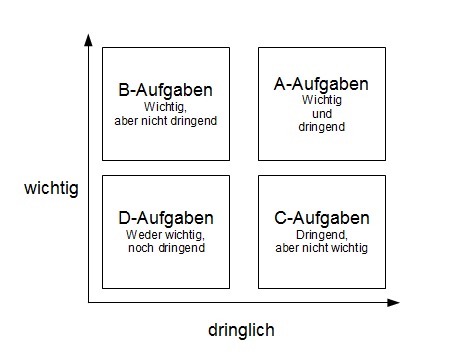 B-Aufgaben
Wichtig,
aber nicht dringend
A-Aufgaben
Wichtig
und
dringend
wichtig
D-Aufgaben
Weder wichtig,
noch dringend
C-Aufgaben
Dringend,
aber nicht wichtig
dringlich